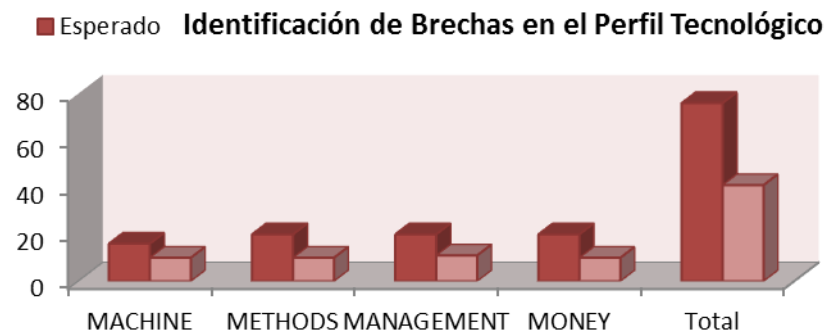 Esperado Identificación de Brechas en el Perfil Tecnológico
80
60
40
20
0
MACHINE METHODS MANAGEMENT MONEY Total